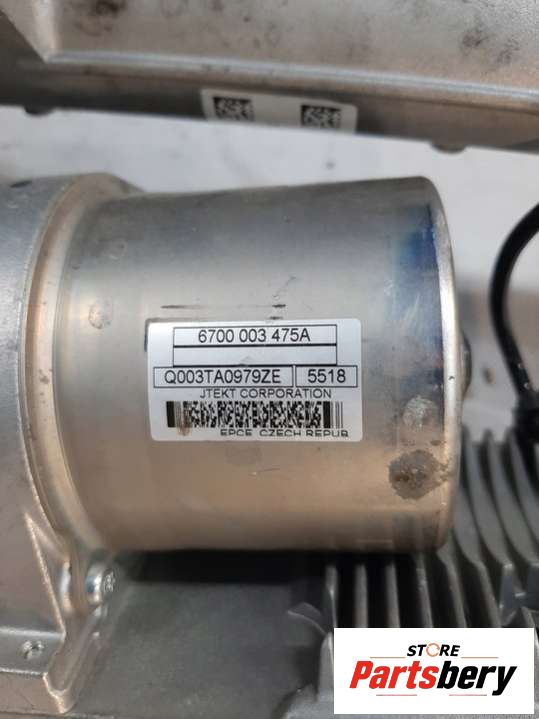 6700 003 475A
Q003TA0979ZE 5518
JTEKT CORPORATION
EPCE, CZECH REPUB
STORE
Partsbery